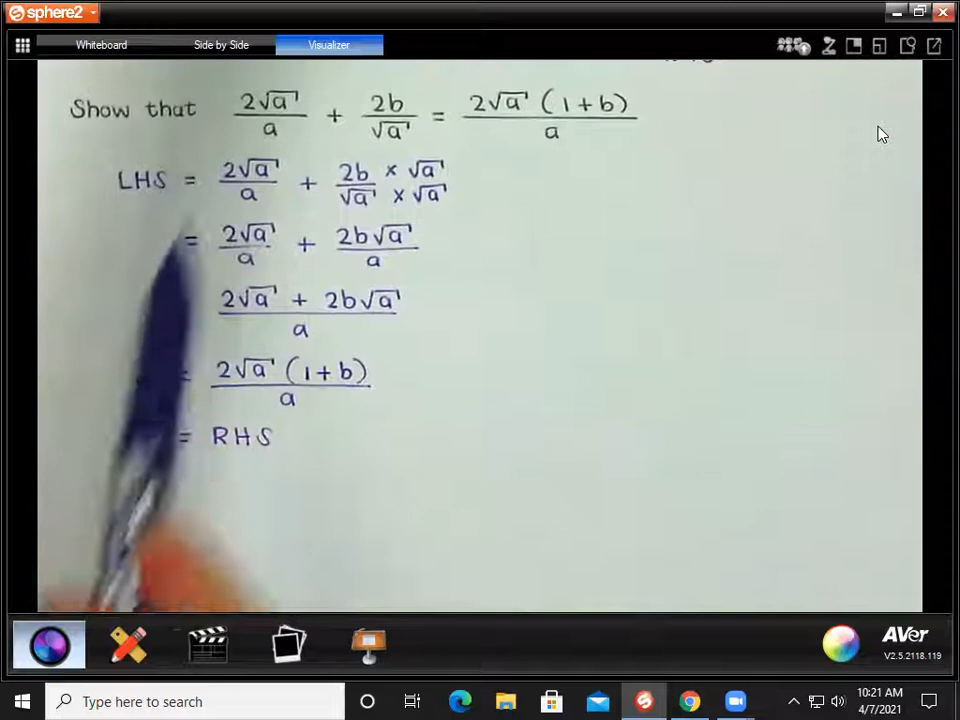 sphere2
Whiteboard Side by Side Visualizer
Show that 2√a/a + 2b/√a = 2√a (1+b)/a
LHS = 2√a/a + 2b/√a × √a/× √a
= 2√a/a + 2b√a/a
2√a + 2b√a/a
= 2√a (1+b)/a
= RHS
AVer
V2.5.2118.119
Type here to search
10:21 AM
4/7/2021